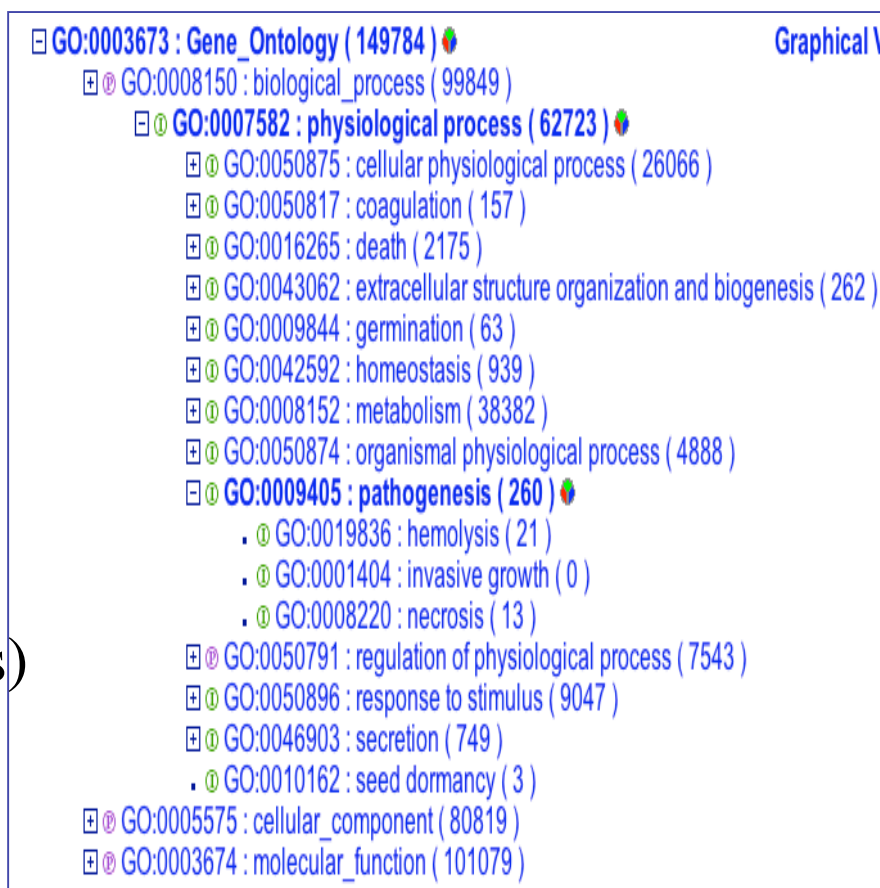 GO:0003673 : Gene_Ontology ( 149784 ) Graphical V
GO:0008150 : biological_process ( 99849 )
GO:0007582 : physiological process ( 62723 )
GO:0050875 : cellular physiological process ( 26066 )
GO:0050817 : coagulation ( 157 )
GO:0016265 : death ( 2175 )
GO:0043062 : extracellular structure organization and biogenesis ( 262 )
GO:0009844 : germination ( 63 )
GO:0042592 : homeostasis ( 939 )
GO:0008152 : metabolism ( 38382 )
GO:0050874 : organismal physiological process ( 4888 )
GO:0009405 : pathogenesis ( 260 )
GO:0019836 : hemolysis ( 21 )
GO:0001404 : invasive growth ( 0 )
GO:0008220 : necrosis ( 13 )
s)
GO:0050791 : regulation of physiological process ( 7543 )
GO:0050896 : response to stimulus ( 9047 )
GO:0046903 : secretion ( 749 )
GO:0010162 : seed dormancy ( 3 )
GO:0005575 : cellular_component ( 80819 )
GO:0003674 : molecular_function ( 101079 )